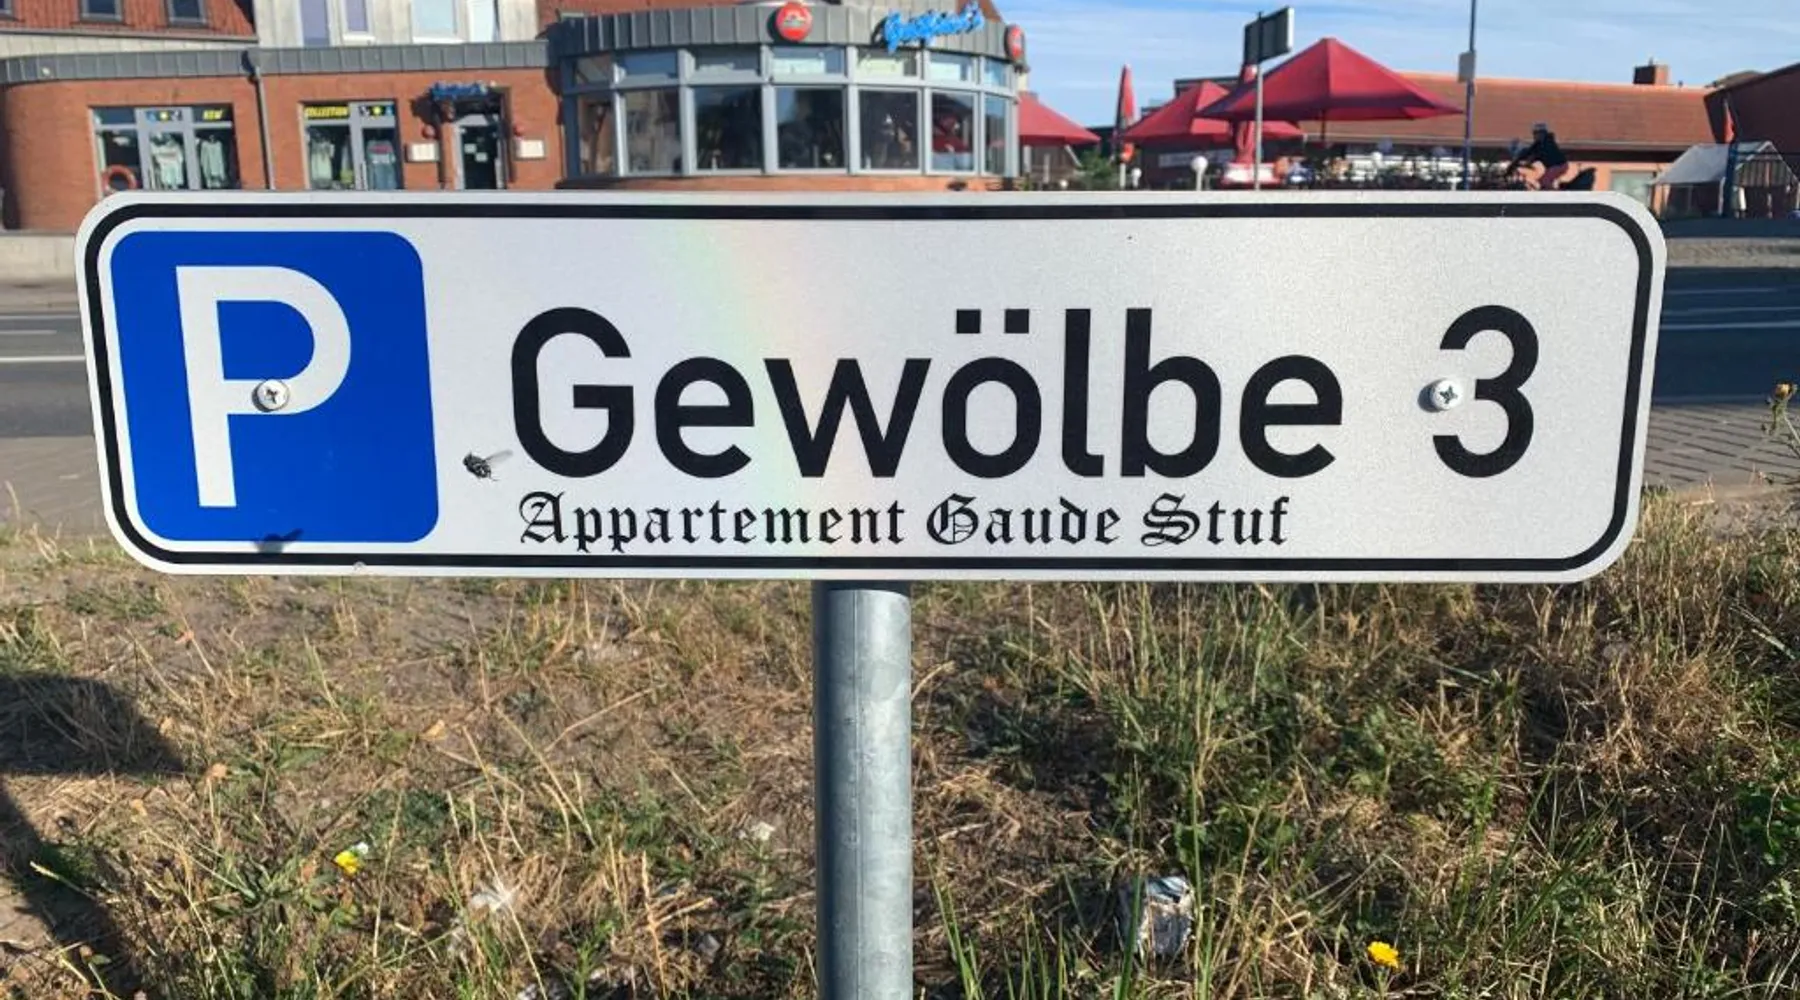 P Gewölbe 3
Appartement Gaude Stuf